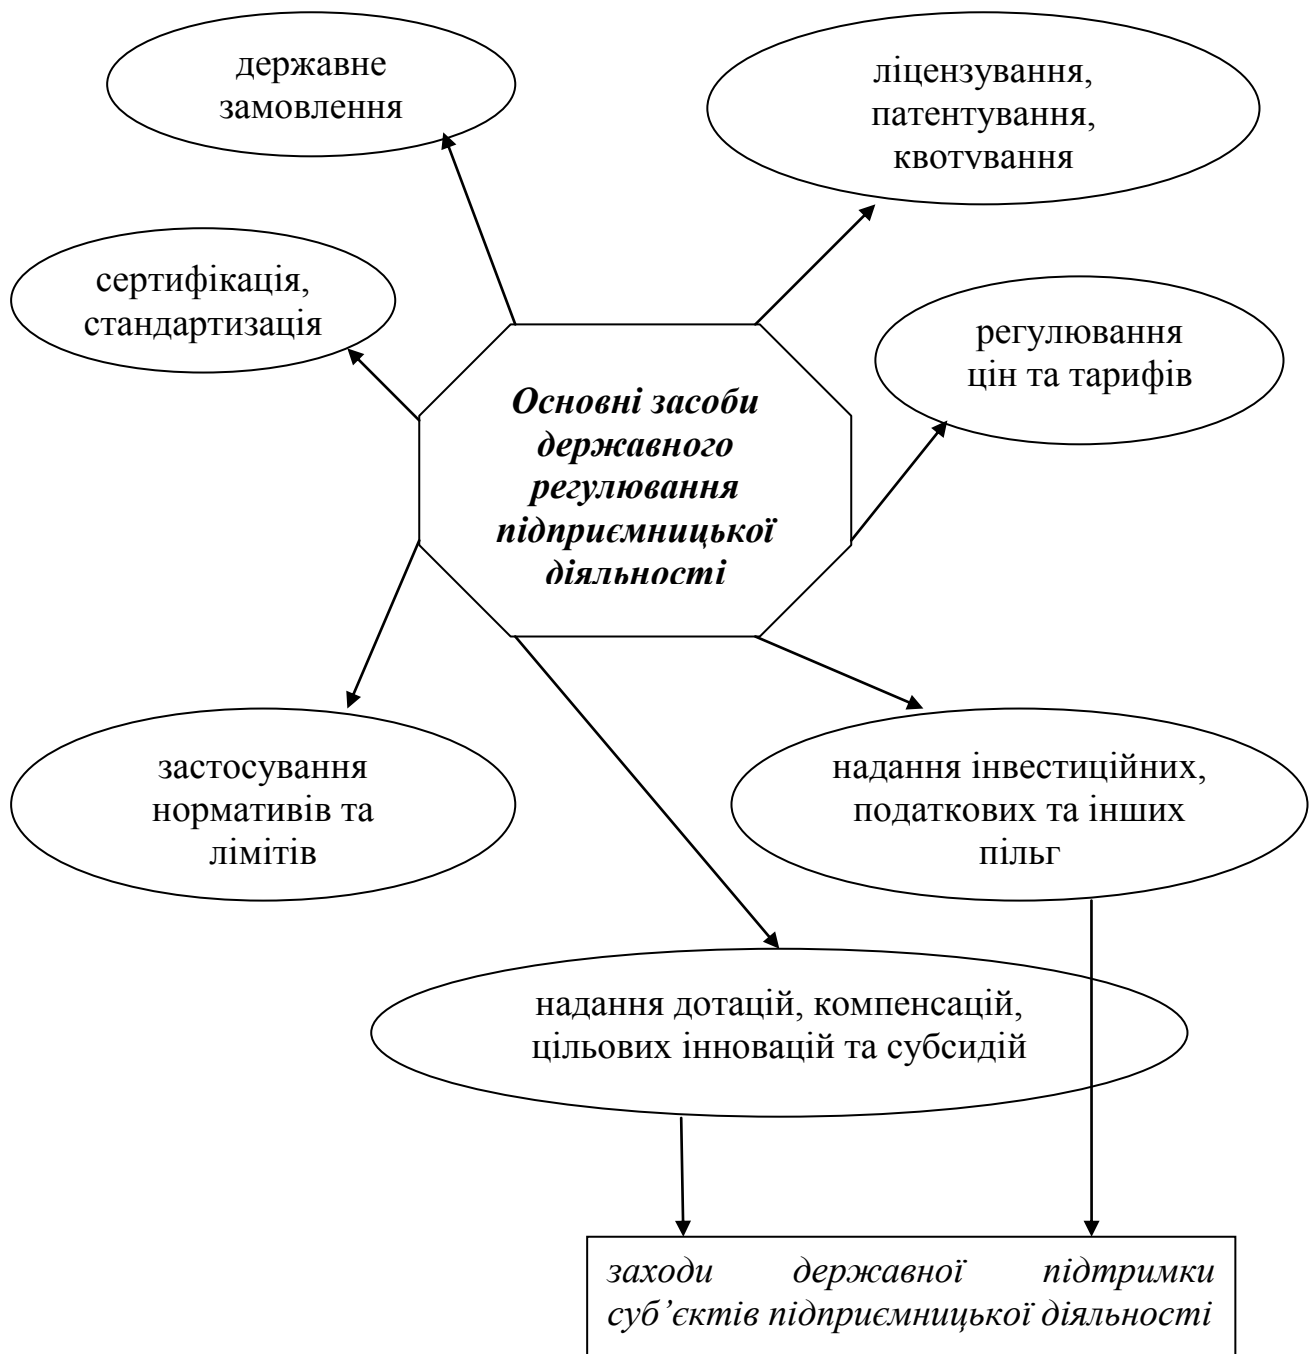 державне
замовлення
ліцензування,
патентування,
квотування
сертифікація,
стандартизація
регулювання
цін та тарифів
Основні засоби
державного
регулювання
підприємницької
діяльності
застосування
нормативів та
лімітів
надання інвестиційних,
податкових та інших
пільг
надання дотацій, компенсацій,
цільових інновацій та субсидій
заходи державної підтримки
суб’єктів підприємницької діяльності